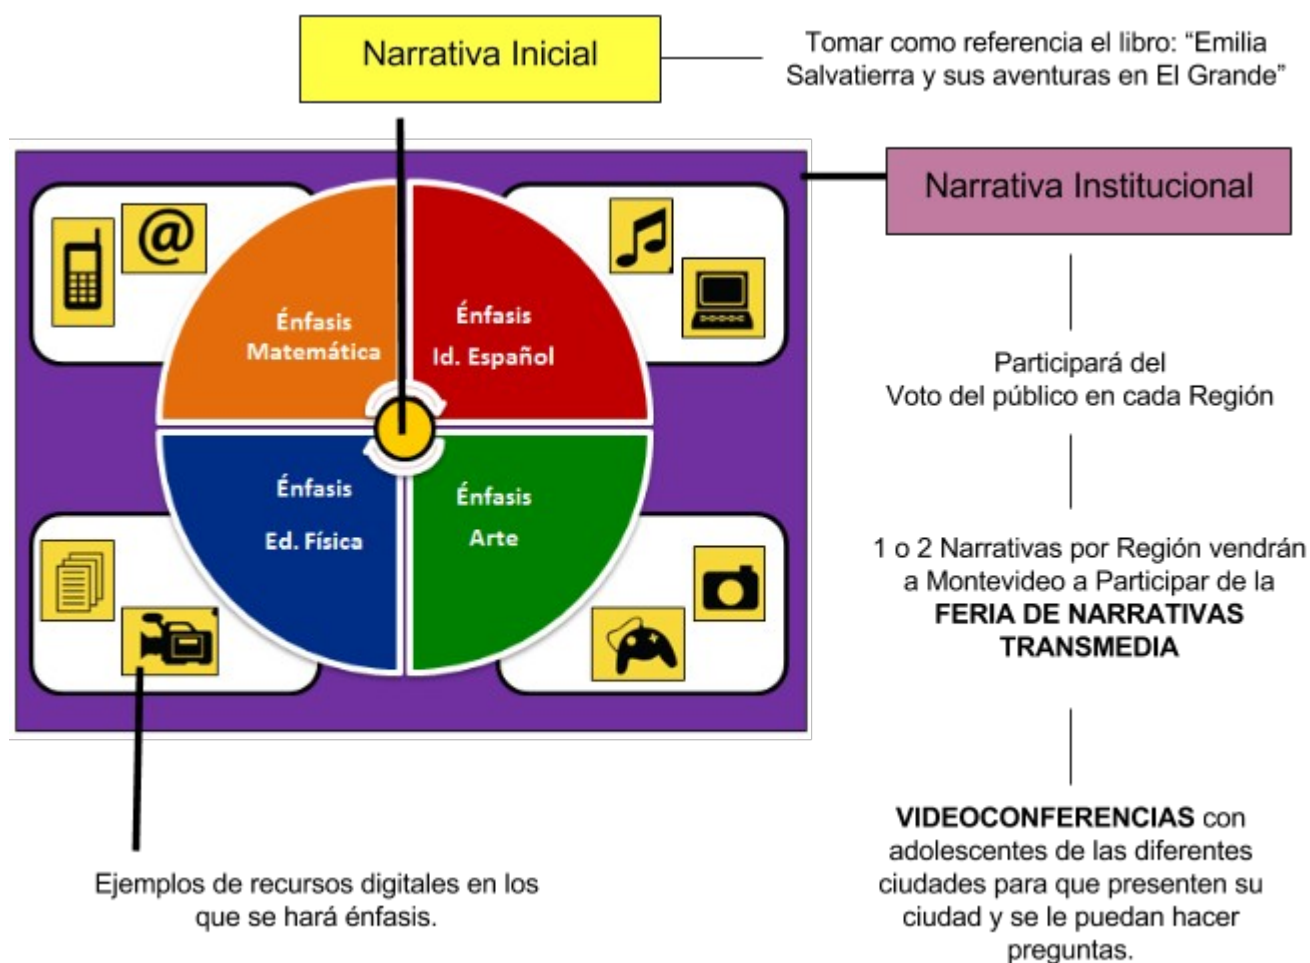 Narrativa Inicial
Tomar como referencia el libro: “Emilia
Salvatierra y sus aventuras en El Grande”
Narrativa Institucional
@
Énfasis
Matemática
Énfasis
Id. Español
Énfasis
Ed. Física
Énfasis
Arte
Participará del
Voto del público en cada Región
1 o 2 Narrativas por Región vendrán
a Montevideo a Participar de la
FERIA DE NARRATIVAS
TRANSMEDIA
VIDEOCONFERENCIAS con
adolescentes de las diferentes
ciudades para que presenten su
ciudad y se le puedan hacer
preguntas.
Ejemplos de recursos digitales en los
que se hará énfasis.